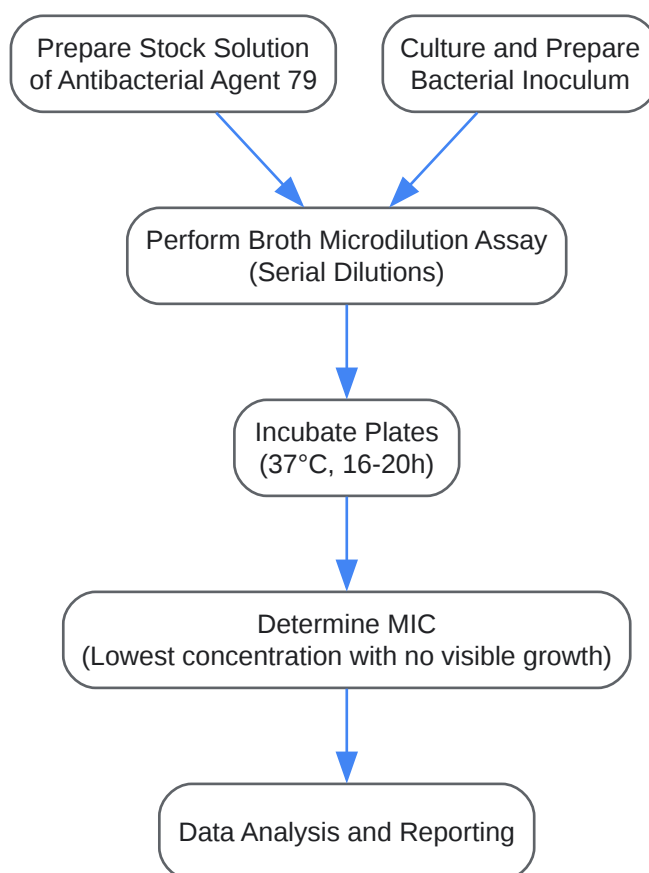 Prepare Stock Solution
of Antibacterial Agent 79
Culture and Prepare
Bacterial Inoculum
Perform Broth Microdilution Assay
(Serial Dilutions)
Incubate Plates
(37°C, 16-20h)
Determine MIC
(Lowest concentration with no visible growth)
Data Analysis and Reporting